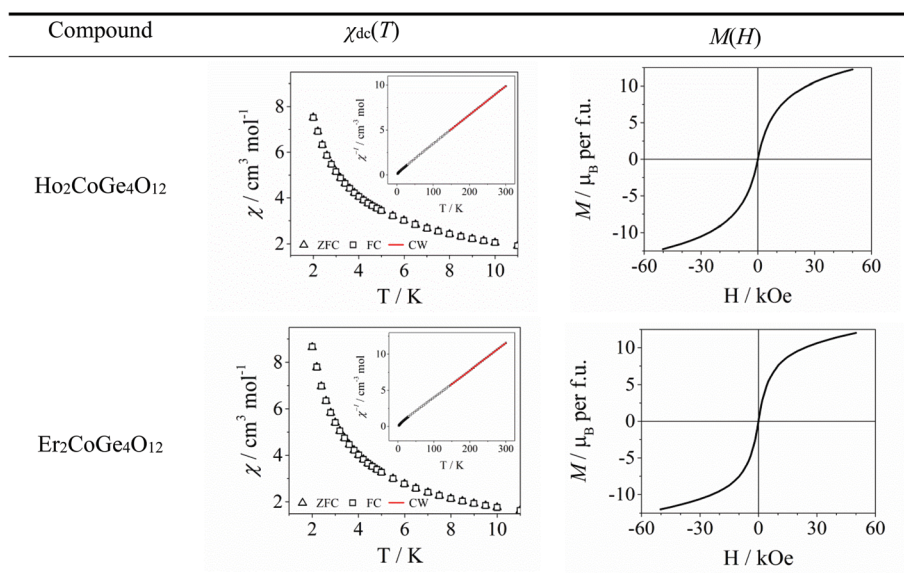 Compound χdc(T) M(H)
Ho2CoGe4O12
χ / cm³ mol⁻¹
8
6
4
2
2 4 6 8 10
T / K
△ ZFC □ FC — CW
χ⁻¹ / cm⁻³ mol
10
5
0
0 100 200 300
T / K
M / μB per f.u.
10
5
0
-5
-10
-60 -30 0 30 60
H / kOe
Er2CoGe4O12
χ / cm³ mol⁻¹
8
6
4
2
2 4 6 8 10
T / K
△ ZFC □ FC — CW
χ⁻¹ / cm⁻³ mol
10
5
0
0 100 200 300
T / K
M / μB per f.u.
10
5
0
-5
-10
-60 -30 0 30 60
H / kOe